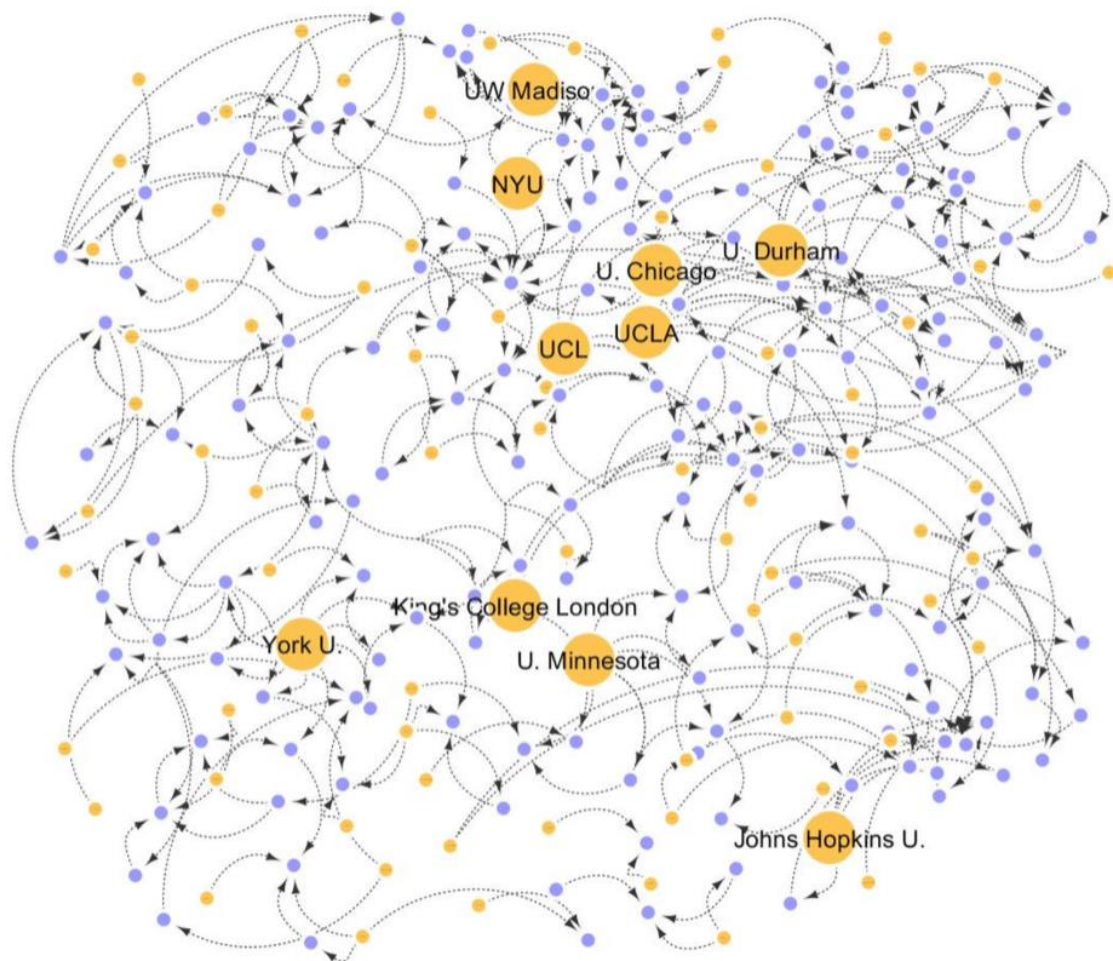 UW Madiso
NYU
U. Durham
U. Chicago
UCLA
UCL
King's College London
York U.
U. Minnesota
Johns Hopkins U.